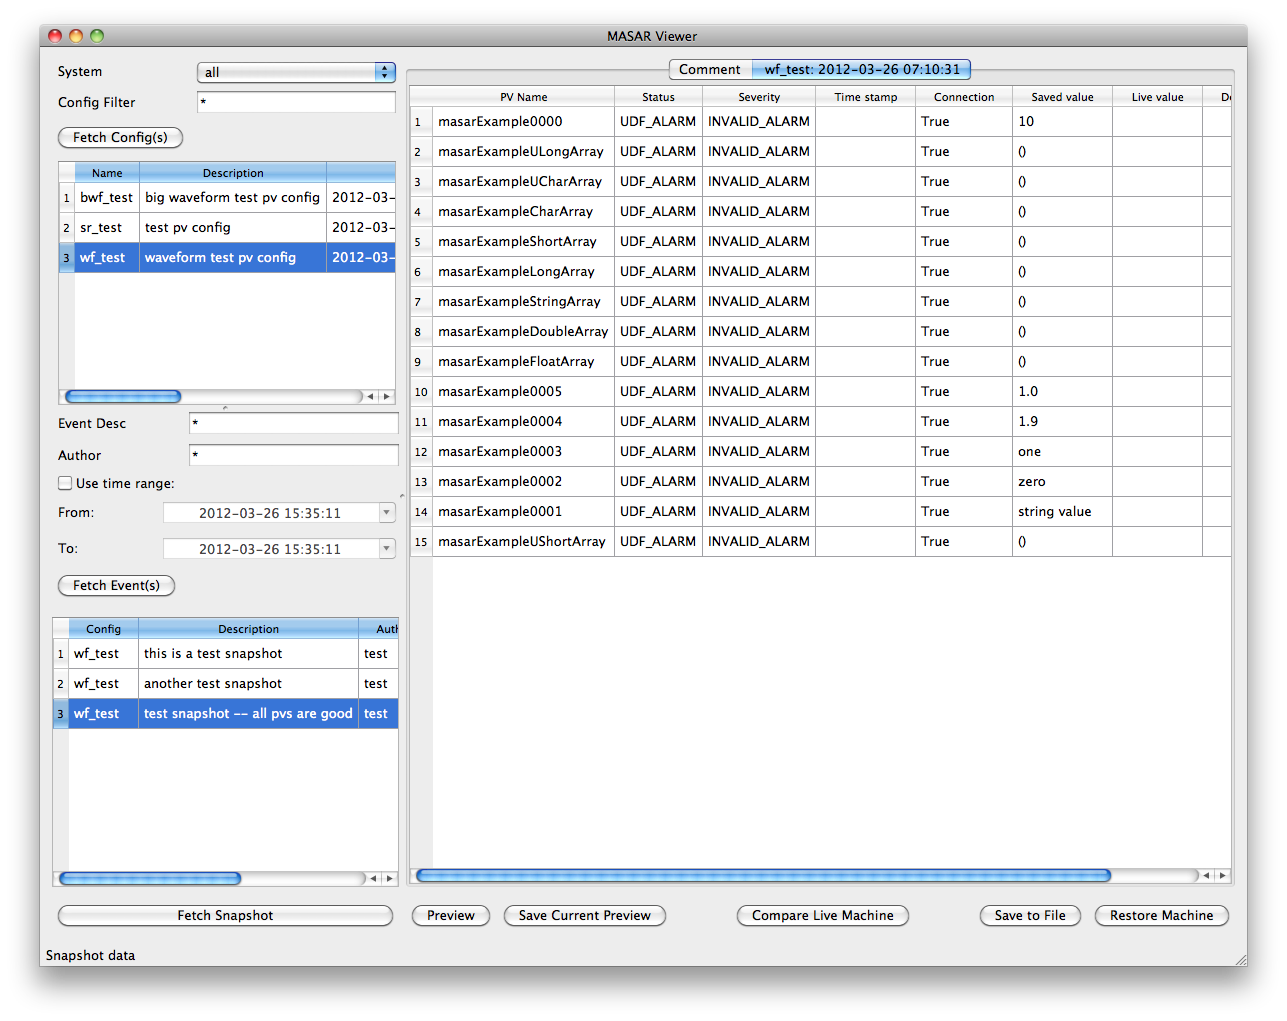 MASAR Viewer
System all
Config Filter *
Fetch Config(s)
Name Description
1 bwf_test big waveform test pv config 2012-03-
2 sr_test test pv config 2012-03-
3 wf_test waveform test pv config 2012-03-
Event Desc *
Author *
Use time range:
From: 2012-03-26 15:35:11
To: 2012-03-26 15:35:11
Fetch Event(s)
Config Description Auth
1 wf_test this is a test snapshot test
2 wf_test another test snapshot test
3 wf_test test snapshot -- all pvs are good test
Fetch Snapshot
Comment wf_test: 2012-03-26 07:10:31
PV Name Status Severity Time stamp Connection Saved value Live value De
1 masarExample0000 UDF_ALARM INVALID_ALARM True 10
2 masarExampleULongArray UDF_ALARM INVALID_ALARM True ()
3 masarExampleUCharArray UDF_ALARM INVALID_ALARM True ()
4 masarExampleCharArray UDF_ALARM INVALID_ALARM True ()
5 masarExampleShortArray UDF_ALARM INVALID_ALARM True ()
6 masarExampleLongArray UDF_ALARM INVALID_ALARM True ()
7 masarExampleStringArray UDF_ALARM INVALID_ALARM True ()
8 masarExampleDoubleArray UDF_ALARM INVALID_ALARM True ()
9 masarExampleFloatArray UDF_ALARM INVALID_ALARM True ()
10 masarExample0005 UDF_ALARM INVALID_ALARM True 1.0
11 masarExample0004 UDF_ALARM INVALID_ALARM True 1.9
12 masarExample0003 UDF_ALARM INVALID_ALARM True one
13 masarExample0002 UDF_ALARM INVALID_ALARM True zero
14 masarExample0001 UDF_ALARM INVALID_ALARM True string value
15 masarExampleUShortArray UDF_ALARM INVALID_ALARM True ()
Preview Save Current Preview Compare Live Machine Save to File Restore Machine
Snapshot data